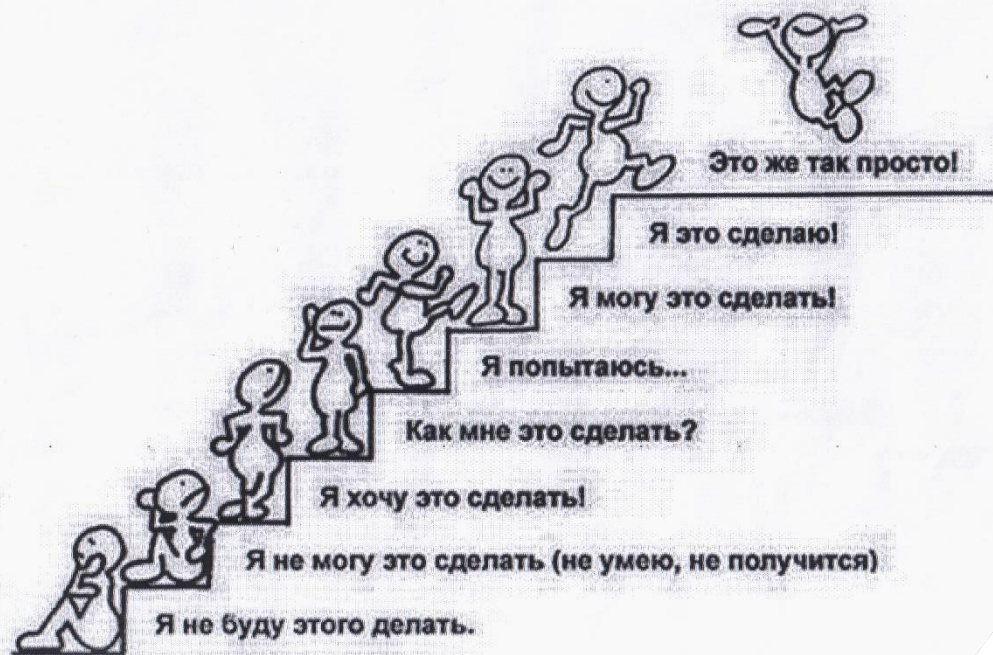 Это же так просто!
Я это сделаю!
Я могу это сделать!
Я попытаюсь...
Как мне это сделать?
Я хочу это сделать!
Я не могу это сделать (не умею, не получится)
Я не буду этого делать.